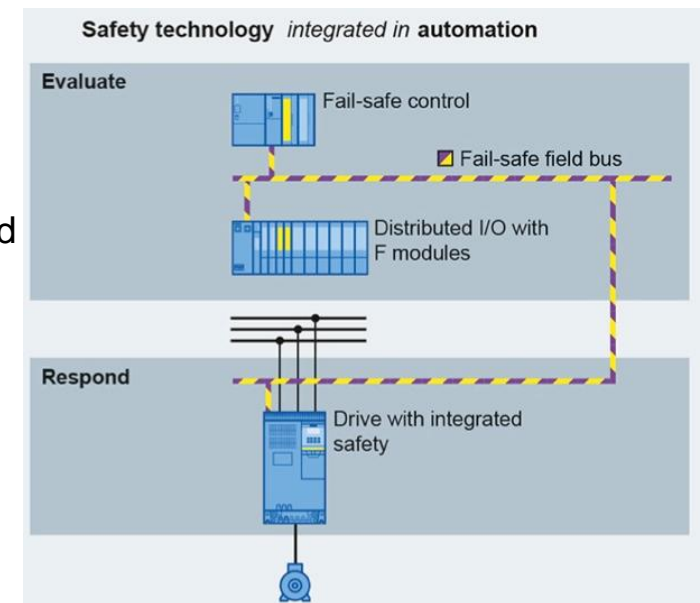 Safety technology integrated in automation
Evaluate
Fail-safe control
Fail-safe field bus
d
Distributed I/O with
F modules
Respond
Drive with integrated
safety